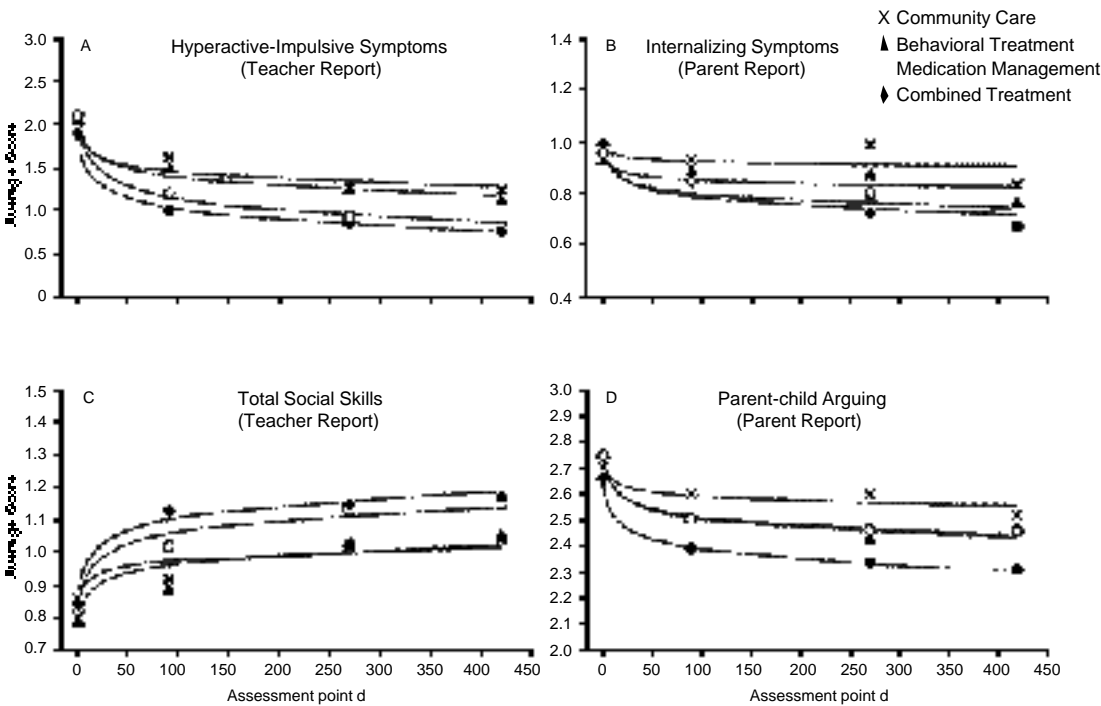 X Community Care
Behavioral Treatment
Medication Management
Combined Treatment
A
Hyperactive-Impulsive Symptoms
(Teacher Report)
3.0
2.5
2.0
1.5
1.0
0.5
0
B
Internalizing Symptoms
(Parent Report)
1.4
1.2
1.0
0.8
0.6
0.4
C
Total Social Skills
(Teacher Report)
1.5
1.4
1.3
1.2
1.1
1.0
0.9
0.8
0.7
0 50 100 150 200 250 300 350 400 450
Assessment point d
D
Parent-child Arguing
(Parent Report)
3.0
2.9
2.8
2.7
2.6
2.5
2.4
2.3
2.2
2.1
2.0
0 50 100 150 200 250 300 350 400 450
Assessment point d